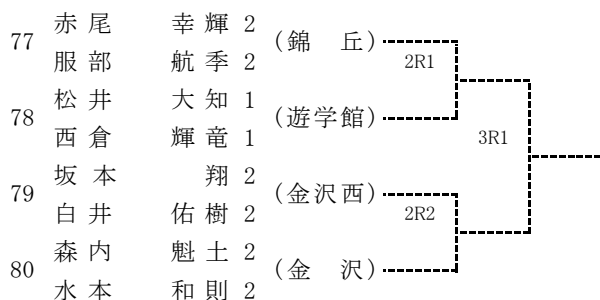 77 赤尾 幸輝 2 (錦 丘)
服部 航季 2
2R1
78 松井 大知 1 (遊学館)
西倉 輝竜 1
3R1
79 坂本 翔 2 (金沢西)
白井 佑樹 2
2R2
80 森内 魁土 2 (金 沢)
水本 和則 2